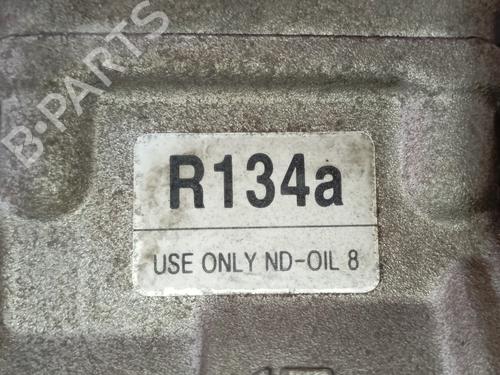 B-PARTS
R134a
USE ONLY ND-OIL 8